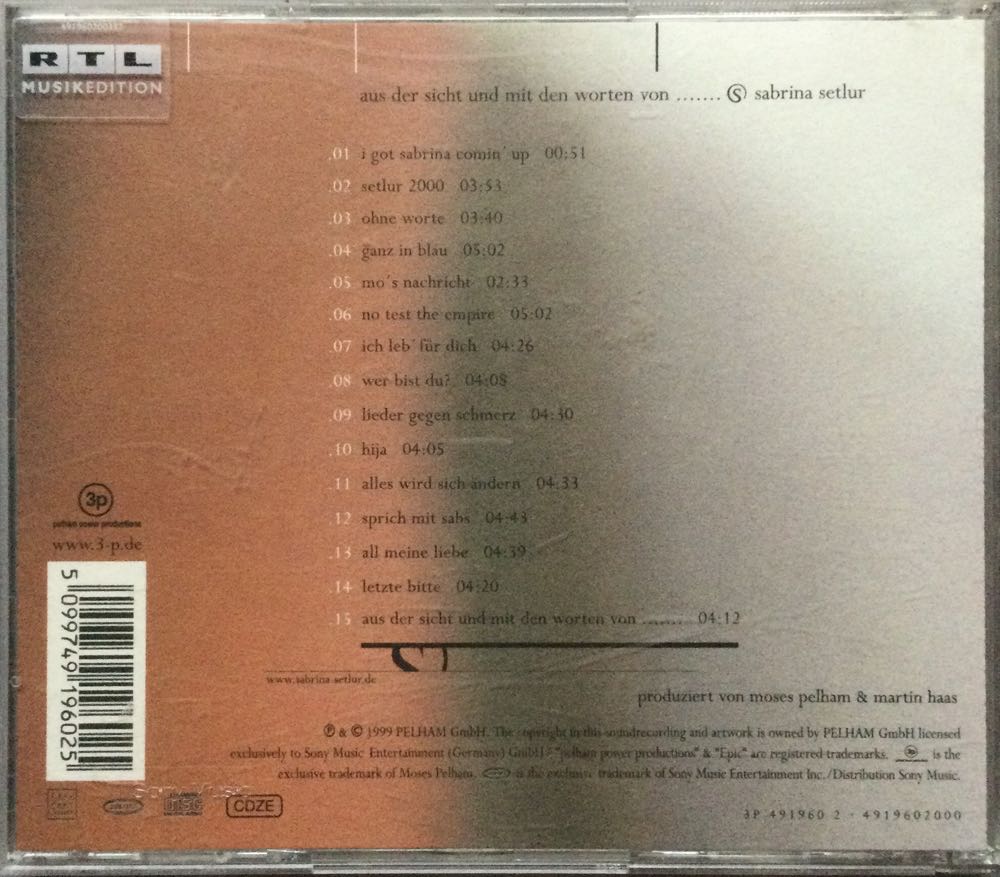 RTL
MUSIKEDITION
aus der sicht und mit den worten von ....... Ⓢ sabrina setlur
.01 i got sabrina comin´ up 00:51
.02 setlur 2000 03:53
.03 ohne worte 03:40
.04 ganz in blau 05:02
.05 mo´s nachricht 02:33
.06 no test the empire 05:02
.07 ich leb´ für dich 04:26
.08 wer bist du? 04:08
.09 lieder gegen schmerz 04:30
.10 hija 04:05
.11 alles wird sich ändern 04:33
.12 sprich mit sabs 04:43
.13 all meine liebe 04:39
.14 letzte bitte 04:20
.15 aus der sicht und mit den worten von ....... 04:12
3p
pelham power productions
www.3-p.de
5 099749 196025
S
www.sabrina-setlur.de
produziert von moses pelham & martin haas
℗ & © 1999 PELHAM GmbH. The copyright in this soundrecording and artwork is owned by PELHAM GmbH licensed
exclusively to Sony Music Entertainment (Germany) GmbH "pelham power productions" & "Epic" are registered trademarks. 3p is the
exclusive trademark of Moses Pelham. is the exclusive trademark of Sony Music Entertainment Inc./Distribution Sony Music.
DISC
CDZE
3P 491960 2 · 4919602000